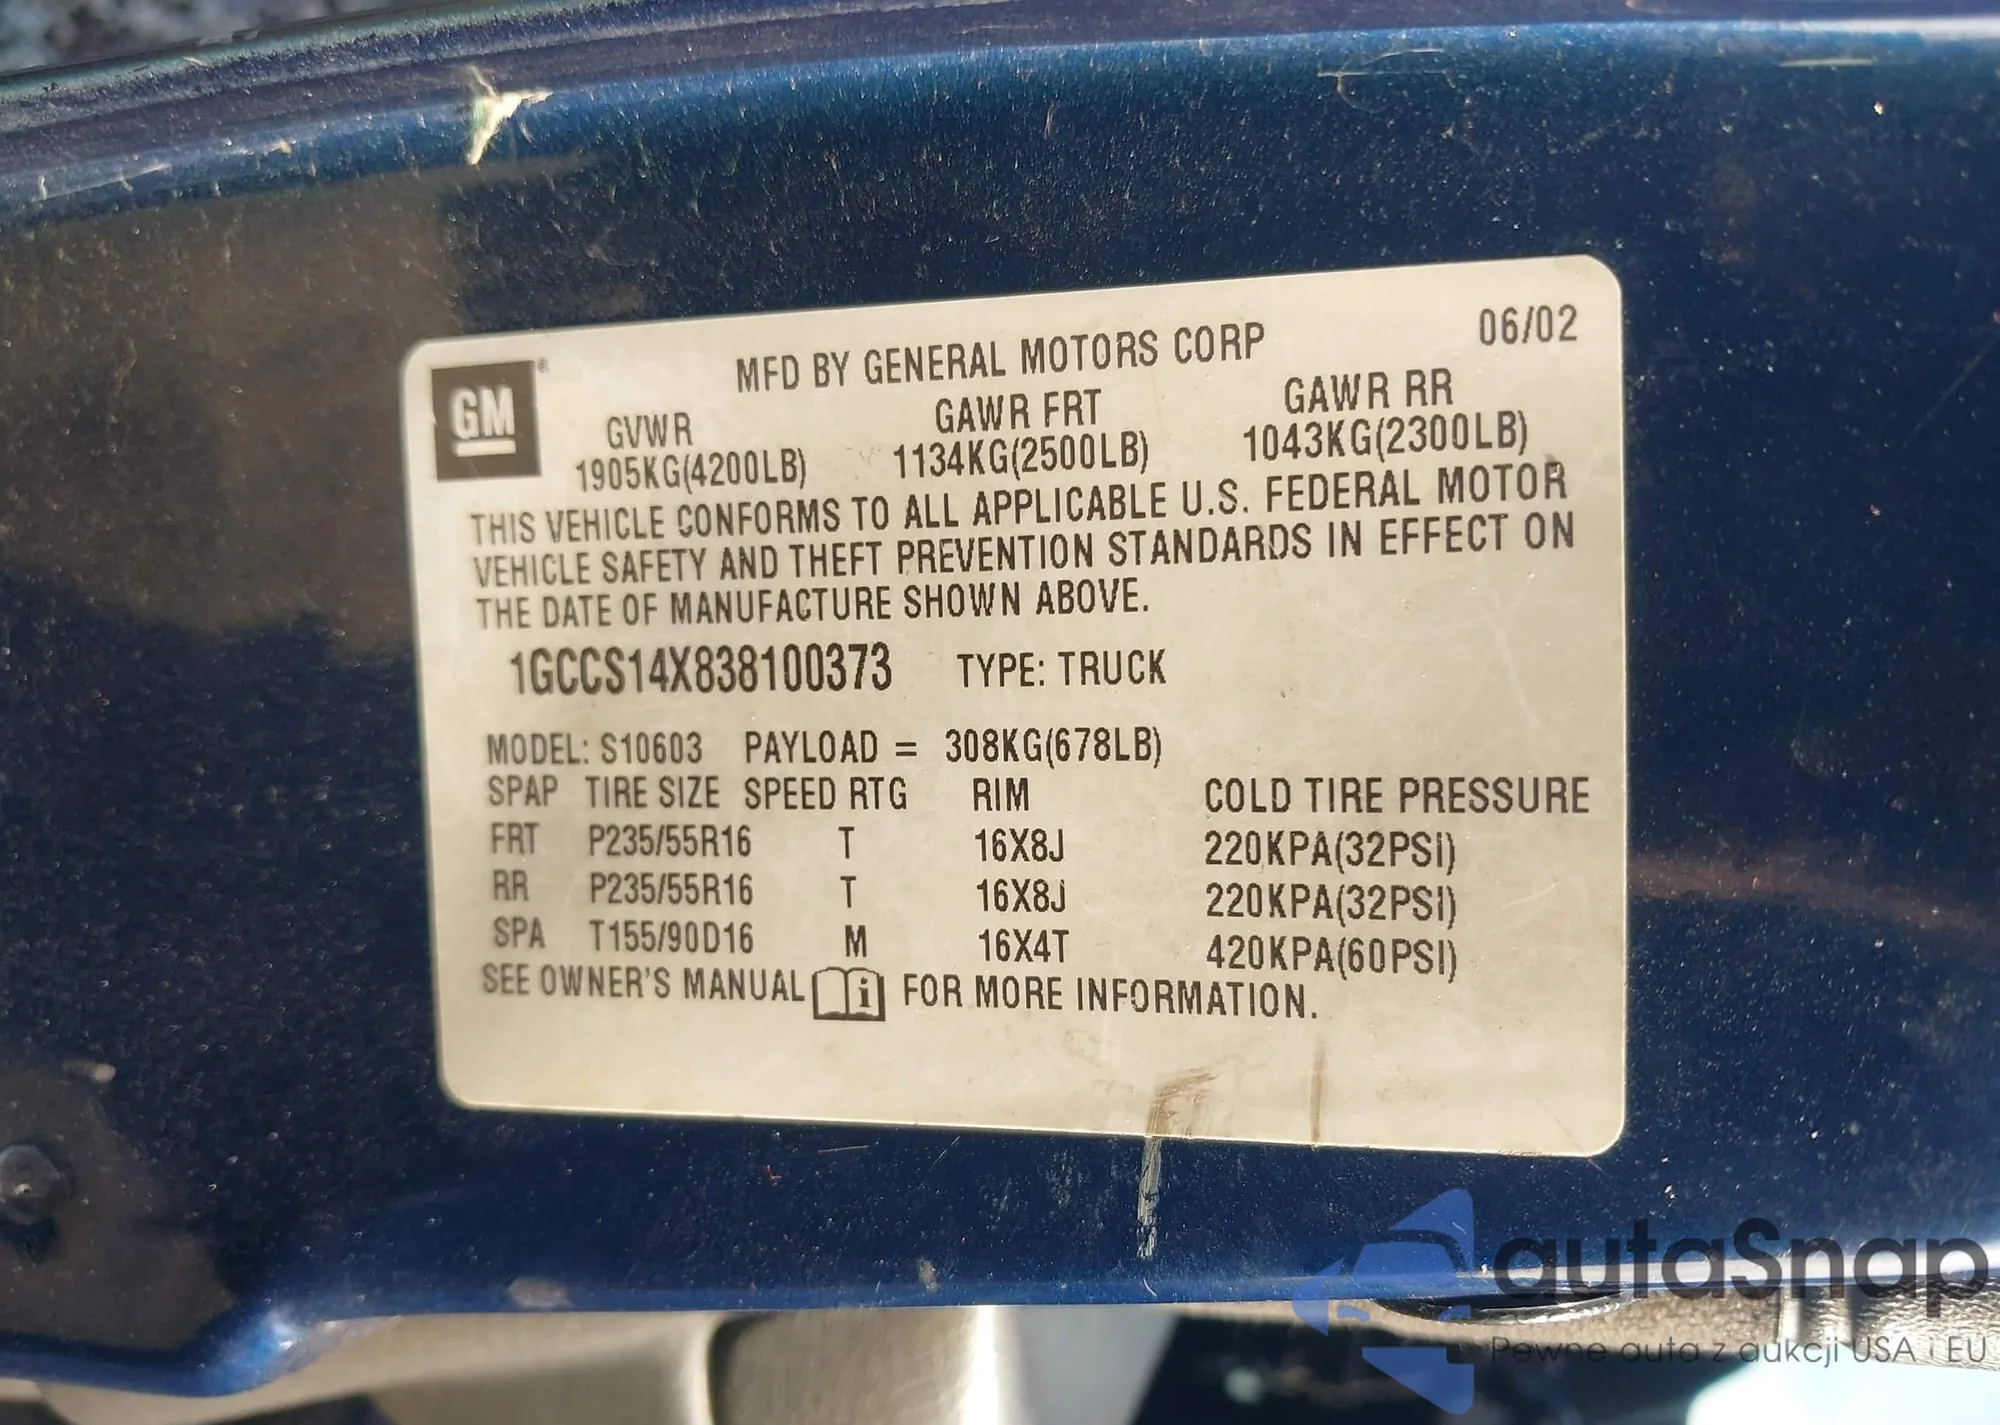 MFD BY GENERAL MOTORS CORP 06/02
GM®
GVWR GAWR FRT GAWR RR
1905KG(4200LB) 1134KG(2500LB) 1043KG(2300LB)
THIS VEHICLE CONFORMS TO ALL APPLICABLE U.S. FEDERAL MOTOR
VEHICLE SAFETY AND THEFT PREVENTION STANDARDS IN EFFECT ON
THE DATE OF MANUFACTURE SHOWN ABOVE.
1GCCS14X838100373 TYPE: TRUCK
MODEL: S10603 PAYLOAD = 308KG(678LB)
SPAP TIRE SIZE SPEED RTG RIM COLD TIRE PRESSURE
FRT P235/55R16 T 16X8J 220KPA(32PSI)
RR P235/55R16 T 16X8J 220KPA(32PSI)
SPA T155/90D16 M 16X4T 420KPA(60PSI)
SEE OWNER'S MANUAL i FOR MORE INFORMATION.
autaSnap
Pewne auta z aukcji USA i EU